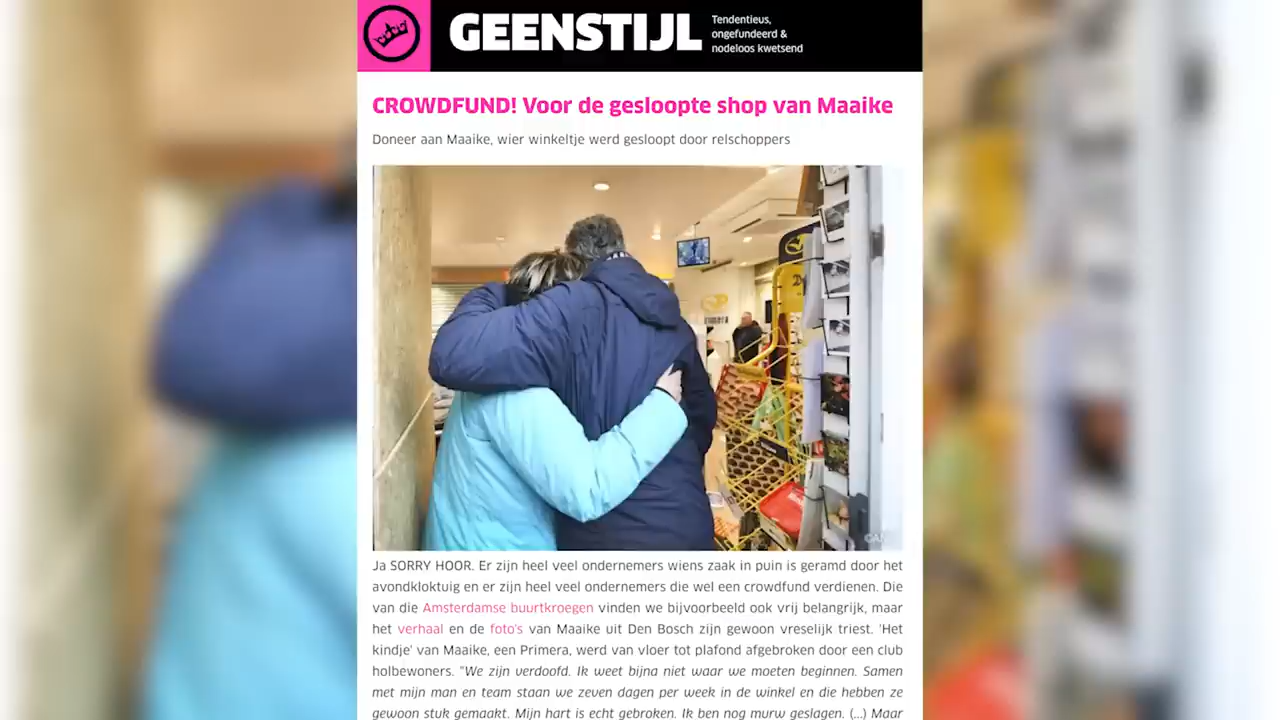 GEENSTIJL
Tendentieus,
ongefundeerd &
nodeloos kwetsend
CROWDFUND! Voor de gesloopte shop van Maaike
Doneer aan Maaike, wier winkeltje werd gesloopt door relschoppers
Ja SORRY HOOR. Er zijn heel veel ondernemers wiens zaak in puin is geramd door het
avondkloktuig en er zijn heel veel ondernemers die wel een crowdfund verdienen. Die
van die Amsterdamse buurtkroegen vinden we bijvoorbeeld ook vrij belangrijk, maar
het verhaal en de foto's van Maaike uit Den Bosch zijn gewoon vreselijk triest. 'Het
kindje' van Maaike, een Primera, werd van vloer tot plafond afgebroken door een club
holbewoners. "We zijn verdoofd. Ik weet bijna niet waar we moeten beginnen. Samen
met mijn man en team staan we zeven dagen per week in de winkel en die hebben ze
gewoon stuk gemaakt. Mijn hart is echt gebroken. Ik ben nog murw geslagen. (...) Maar